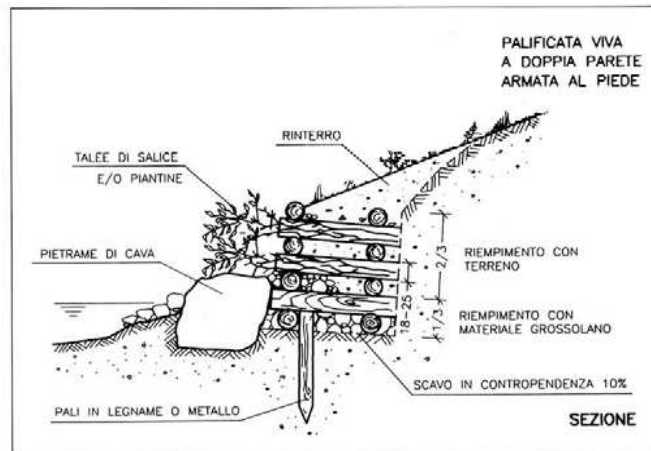 PALIFICATA VIVA
A DOPPIA PARETE
ARMATA AL PIEDE
RINTERRO
TALEE DI SALICE
E/O PIANTINE
PIETRAME DI CAVA
RIEMPIMENTO CON
TERRENO
2/3
18-25
1/3
RIEMPIMENTO CON
MATERIALE GROSSOLANO
SCAVO IN CONTROPENDENZA 10%
PALI IN LEGNAME O METALLO
SEZIONE